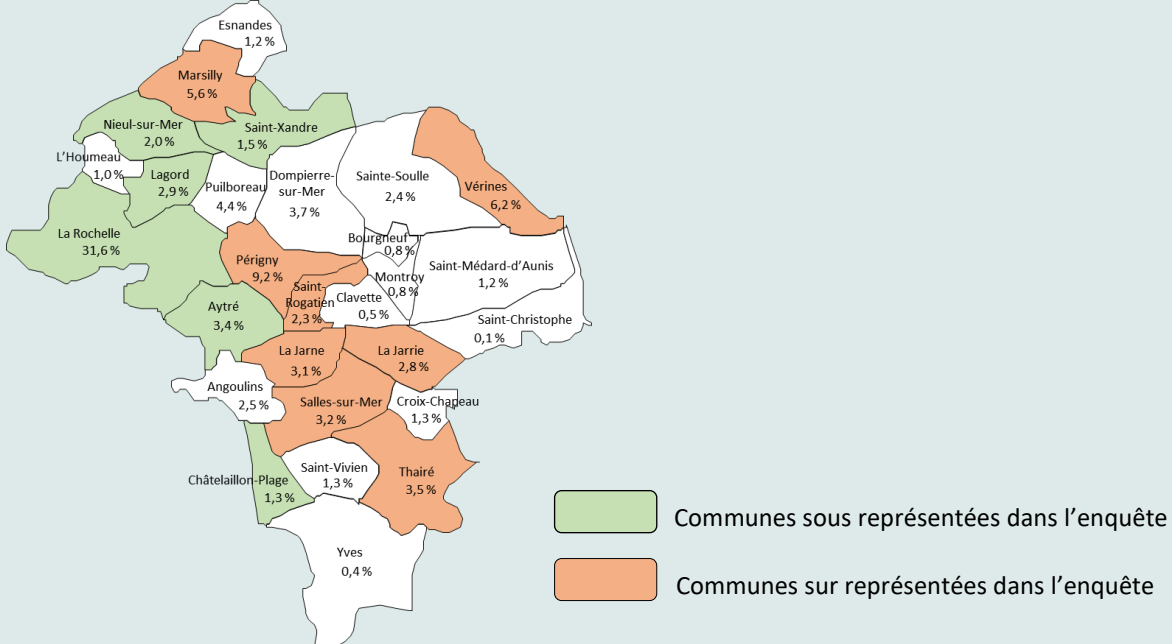 Esnandes
1,2 %
Marsilly
5,6 %
Nieul-sur-Mer
2,0 %
Saint-Xandre
1,5 %
L'Houmeau
1,0 %
Lagord
2,9 %
Puilboreau
4,4 %
Dompierre-
sur-Mer
3,7 %
Sainte-Soulle
2,4 %
Vérines
6,2 %
La Rochelle
31,6 %
Périgny
9,2 %
Bourgneuf
0,8 %
Saint-Médard-d'Aunis
1,2 %
Montroy
0,8 %
Saint-
Rogatien
2,3 %
Clavette
0,5 %
Saint-Christophe
0,1 %
Aytré
3,4 %
La Jarne
3,1 %
La Jarrie
2,8 %
Angoulins
2,5 %
Salles-sur-Mer
3,2 %
Croix-Chapeau
1,3 %
Châtelaillon-Plage
1,3 %
Saint-Vivien
1,3 %
Thairé
3,5 %
Yves
0,4 %
Communes sous représentées dans l'enquête
Communes sur représentées dans l'enquête